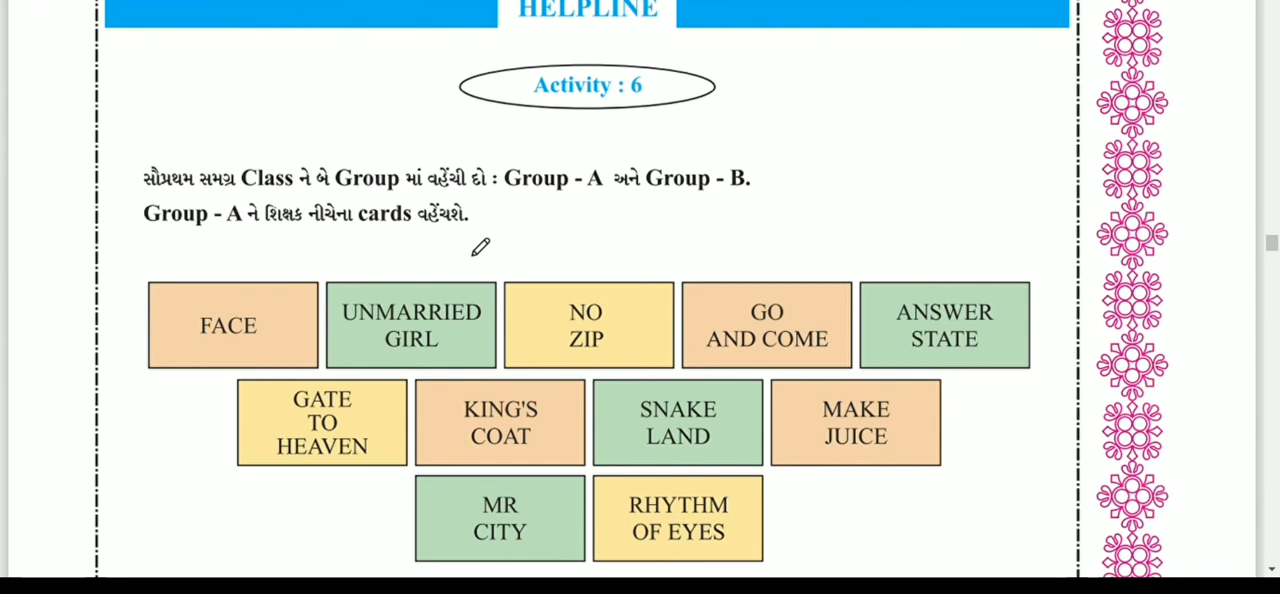 HELPLINE
Activity : 6
સૌપ્રથમ સમગ્ર Class ને બે Group માં વહેંચી દો : Group - A અને Group - B.
Group - A ને શિક્ષક નીચેના cards વહેંચશે.
FACE
UNMARRIED
GIRL
NO
ZIP
GO
AND COME
ANSWER
STATE
GATE
TO
HEAVEN
KING'S
COAT
SNAKE
LAND
MAKE
JUICE
MR
CITY
RHYTHM
OF EYES